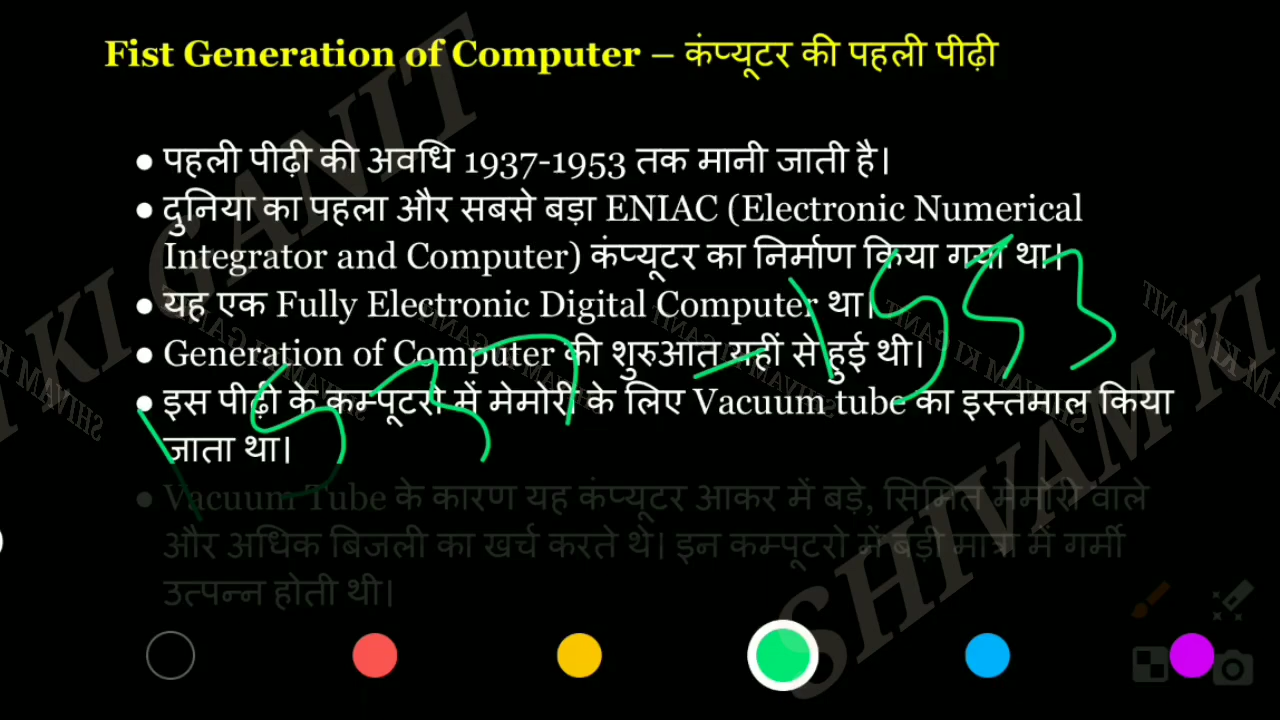 Fist Generation of Computer – कंप्यूटर की पहली पीढ़ी
● पहली पीढ़ी की अवधि 1937-1953 तक मानी जाती है।
● दुनिया का पहला और सबसे बड़ा ENIAC (Electronic Numerical
Integrator and Computer) कंप्यूटर का निर्माण किया गया था।
● यह एक Fully Electronic Digital Computer था।
● Generation of Computer की शुरुआत यहीं से हुई थी।
● इस पीढ़ी के कम्पूटरो में मेमोरी के लिए Vacuum tube का इस्तमाल किया
जाता था।
● Vacuum Tube के कारण यह कंप्यूटर आकर में बड़े, सिमित मेमोरी वाले
और अधिक बिजली का खर्च करते थे। इन कम्पूटरो में बड़ी मात्रा में गर्मी
उत्पन्न होती थी।
1937 - 1953
SHIVAM KI GANIT